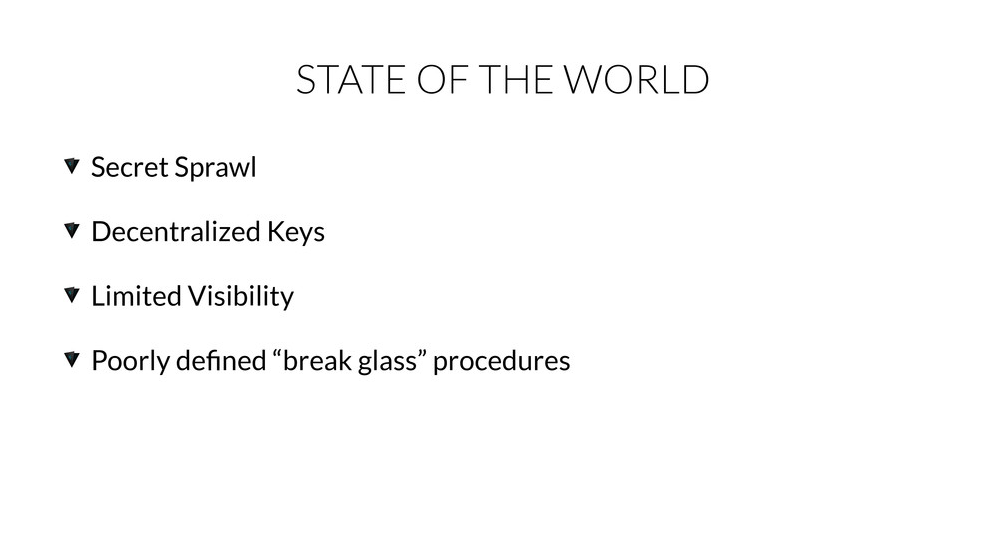 STATE OF THE WORLD
Secret Sprawl
Decentralized Keys
Limited Visibility
Poorly defined “break glass” procedures